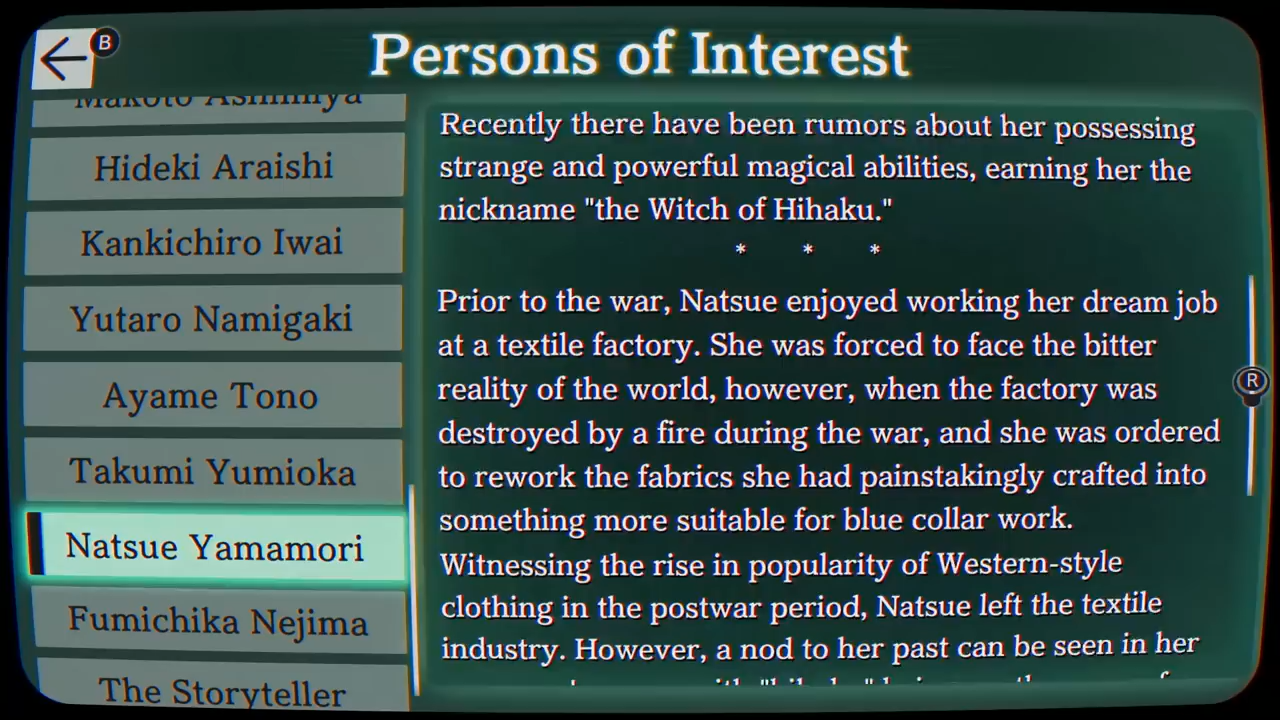 B
Persons of Interest
Makoto Ashimiya
Hideki Araishi
Kankichiro Iwai
Yutaro Namigaki
Ayame Tono
Takumi Yumioka
Natsue Yamamori
Fumichika Nejima
The Storyteller
Recently there have been rumors about her possessing
strange and powerful magical abilities, earning her the
nickname "the Witch of Hihaku."
* * *
Prior to the war, Natsue enjoyed working her dream job
at a textile factory. She was forced to face the bitter
reality of the world, however, when the factory was
destroyed by a fire during the war, and she was ordered
to rework the fabrics she had painstakingly crafted into
something more suitable for blue collar work.
Witnessing the rise in popularity of Western-style
clothing in the postwar period, Natsue left the textile
industry. However, a nod to her past can be seen in her
R